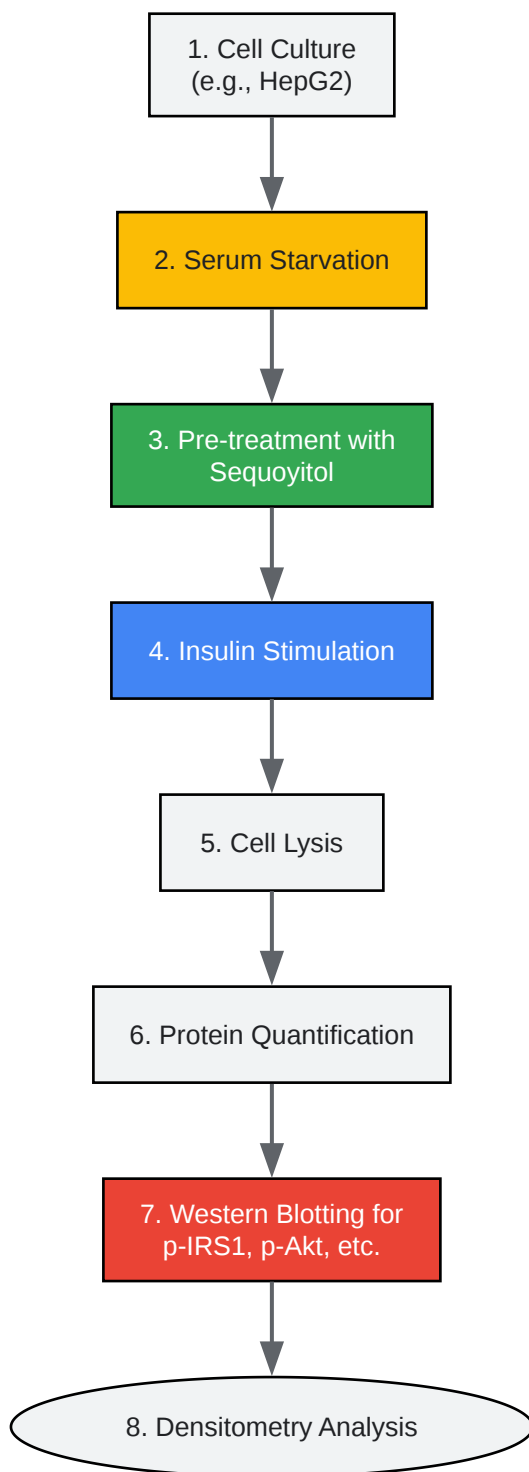 1. Cell Culture
(e.g., HepG2)
2. Serum Starvation
3. Pre-treatment with
Sequoyitol
4. Insulin Stimulation
5. Cell Lysis
6. Protein Quantification
7. Western Blotting for
p-IRS1, p-Akt, etc.
8. Densitometry Analysis